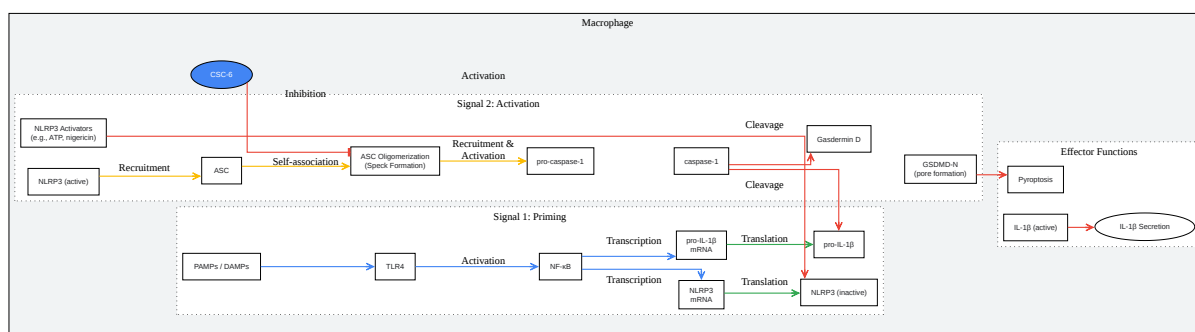 Macrophage
CSC-6
Activation
Inhibition
Signal 2: Activation
NLRP3 Activators
(e.g., ATP, nigericin)
Cleavage
Gasdermin D
Recruitment
NLRP3 (active)
ASC
Self-association
ASC Oligomerization
(Speck Formation)
Recruitment &
Activation
pro-caspase-1
caspase-1
Cleavage
GSDMD-N
(pore formation)
Effector Functions
Pyroptosis
IL-1β (active)
IL-1β Secretion
Signal 1: Priming
PAMPs / DAMPs
TLR4
Activation
NF-κB
Transcription
pro-IL-1β
mRNA
Translation
pro-IL-1β
Transcription
NLRP3
mRNA
Translation
NLRP3 (inactive)